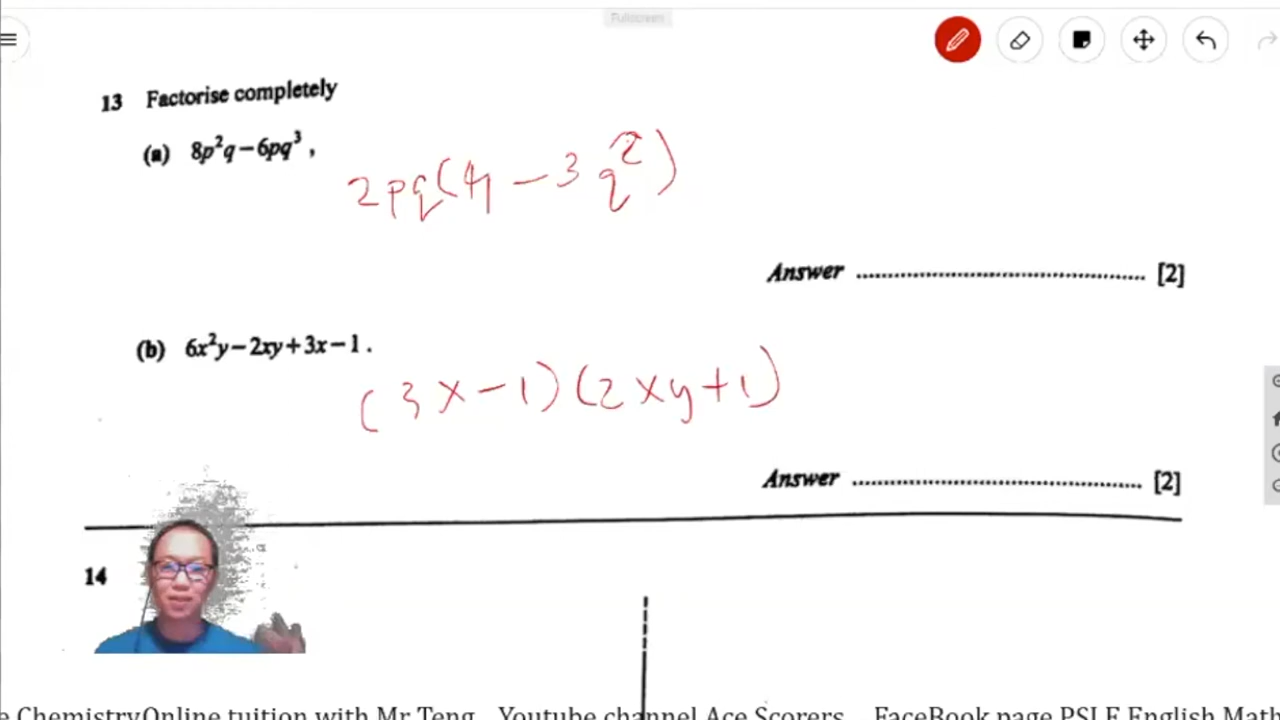 Fullscreen
13 Factorise completely
(a) 8p²q – 6pq³ ,
2pq(4 – 3q²)
Answer ................................................ [2]
(b) 6x²y – 2xy + 3x – 1 .
(3x – 1)(2xy + 1)
Answer ................................................ [2]
14
e ChemistryOnline tuition with Mr Teng Youtube channel Ace Scorers FaceBook page PSLE English Math